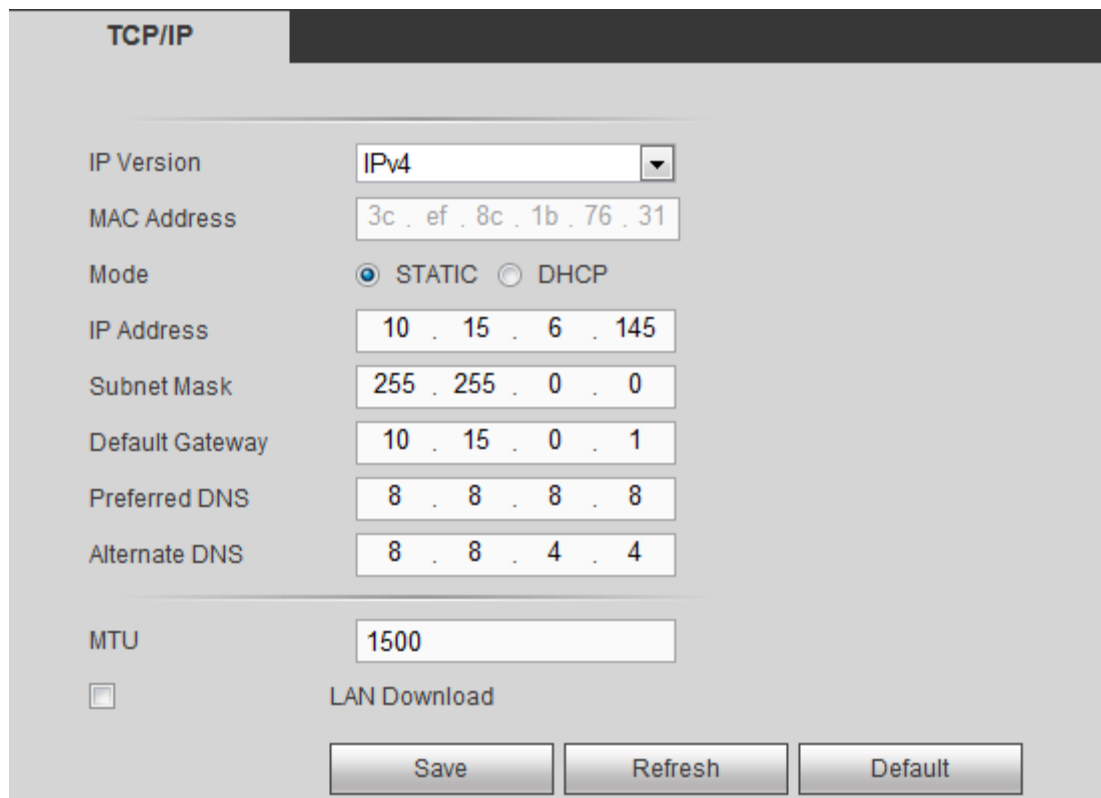 TCP/IP
IP Version IPv4
MAC Address 3c . ef . 8c . 1b . 76 . 31
Mode STATIC DHCP
IP Address 10 . 15 . 6 . 145
Subnet Mask 255 . 255 . 0 . 0
Default Gateway 10 . 15 . 0 . 1
Preferred DNS 8 . 8 . 8 . 8
Alternate DNS 8 . 8 . 4 . 4
MTU 1500
LAN Download
Save Refresh Default